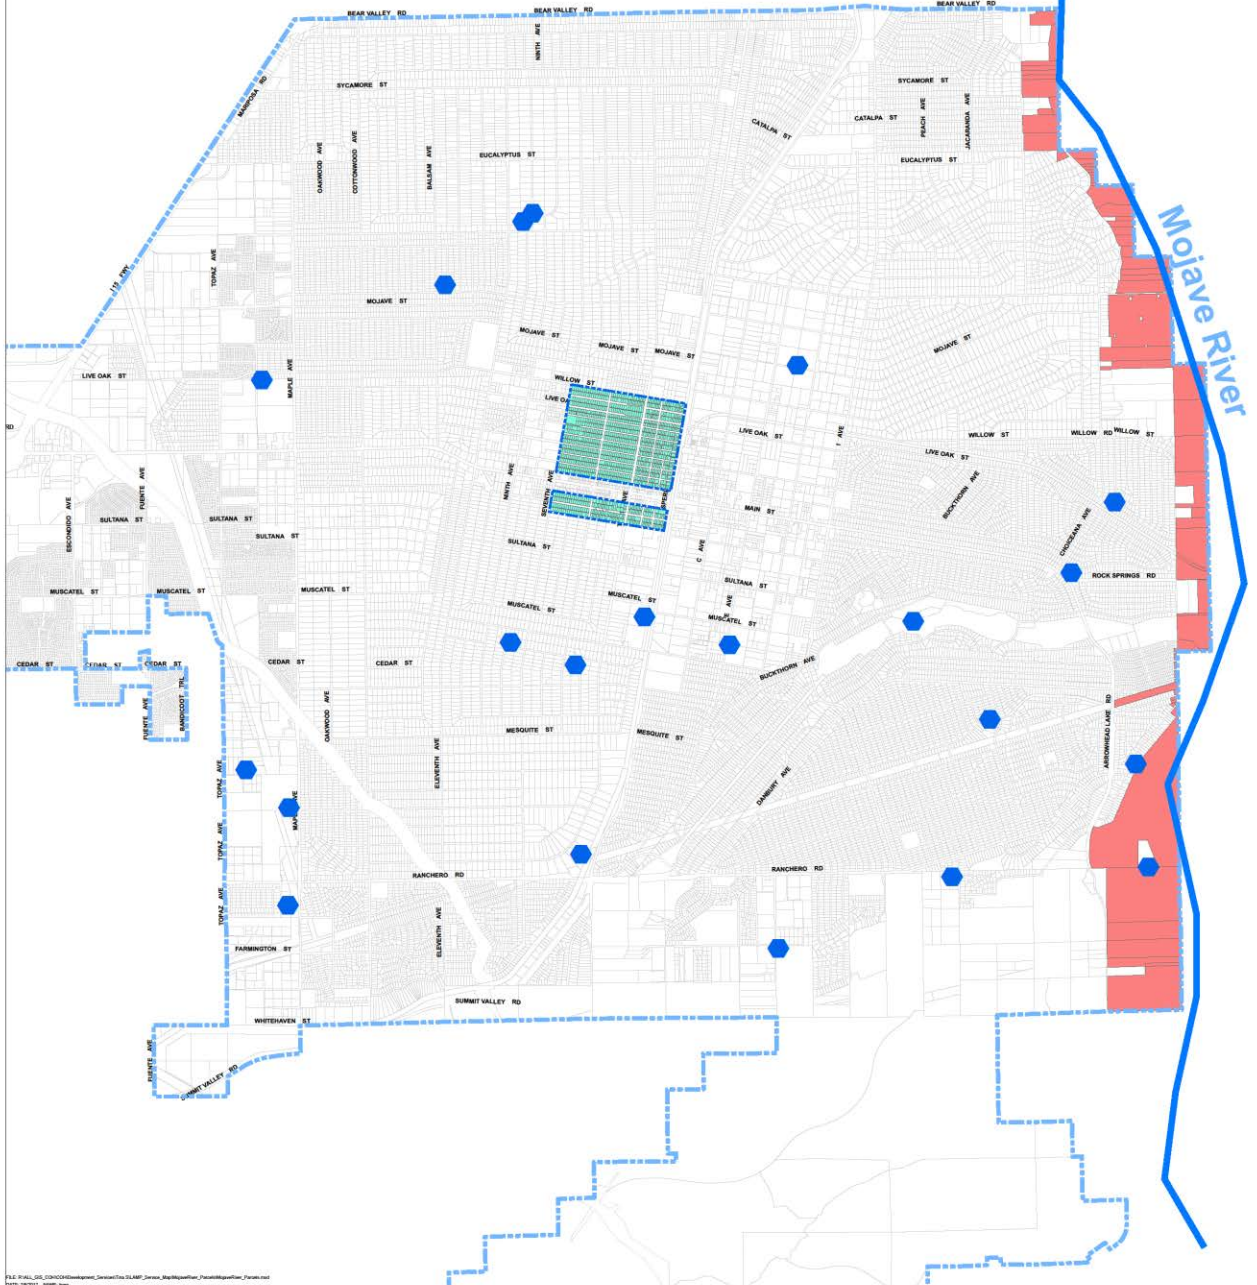 BEAR VALLEY RD
BEAR VALLEY RD
BEAR VALLEY RD
NINTH AVE
MARIPOSA RD
SYCAMORE ST
SYCAMORE ST
PEACH AVE
JACARANDA AVE
CATALPA ST
CATALPA ST
OAKWOOD AVE
COTTONWOOD AVE
BALSAM AVE
EUCALYPTUS ST
EUCALYPTUS ST
Mojave River
TOPAZ AVE
I 15 FWY
MOJAVE ST
MOJAVE ST
MOJAVE ST
MOJAVE ST
MOJAVE ST
LIVE OAK ST
MAPLE AVE
WILLOW ST
LIVE OA
RD
LIVE OAK ST
I AVE
WILLOW ST
WILLOW RD
WILLOW ST
LIVE OAK ST
FUENTE AVE
NINTH AVE
SEVENTH AVE
AVE
BUCKTHORN AVE
ESCONDIDO AVE
SULTANA ST
SULTANA ST
MAIN ST
CHOICEANA AVE
SULTANA ST
SULTANA ST
C AVE
ROCK SPRINGS RD
SULTANA ST
MUSCATEL ST
MUSCATEL ST
MUSCATEL ST
MUSCATEL ST
MUSCATEL ST
E AVE
MUSCATEL ST
CEDAR ST
CEDAR ST
CEDAR ST
CEDAR ST
CEDAR ST
BUCKTHORN AVE
FUENTE AVE
BANDICOOT TRL
OAKWOOD AVE
MESQUITE ST
MESQUITE ST
ARROWHEAD LAKE RD
ELEVENTH AVE
TOPAZ AVE
MAPLE AVE
DANBURY AVE
TOPAZ AVE
RANCHERO RD
RANCHERO RD
TOPAZ AVE
ELEVENTH AVE
FARMINGTON ST
SUMMIT VALLEY RD
WHITEHAVEN ST
FUENTE AVE
SUMMIT VALLEY RD